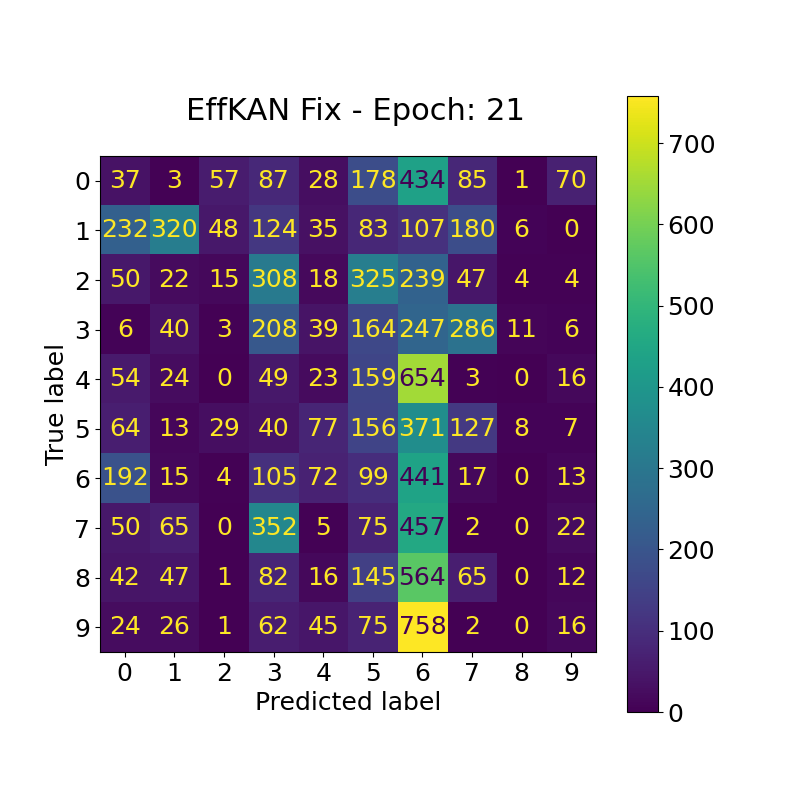 EffKAN Fix - Epoch: 21
0 37 3 57 87 28 178 434 85 1 70
1 232 320 48 124 35 83 107 180 6 0
2 50 22 15 308 18 325 239 47 4 4
3 6 40 3 208 39 164 247 286 11 6
4 54 24 0 49 23 159 654 3 0 16
5 64 13 29 40 77 156 371 127 8 7
6 192 15 4 105 72 99 441 17 0 13
7 50 65 0 352 5 75 457 2 0 22
8 42 47 1 82 16 145 564 65 0 12
9 24 26 1 62 45 75 758 2 0 16
0 1 2 3 4 5 6 7 8 9
Predicted label
True label
700
600
500
400
300
200
100
0